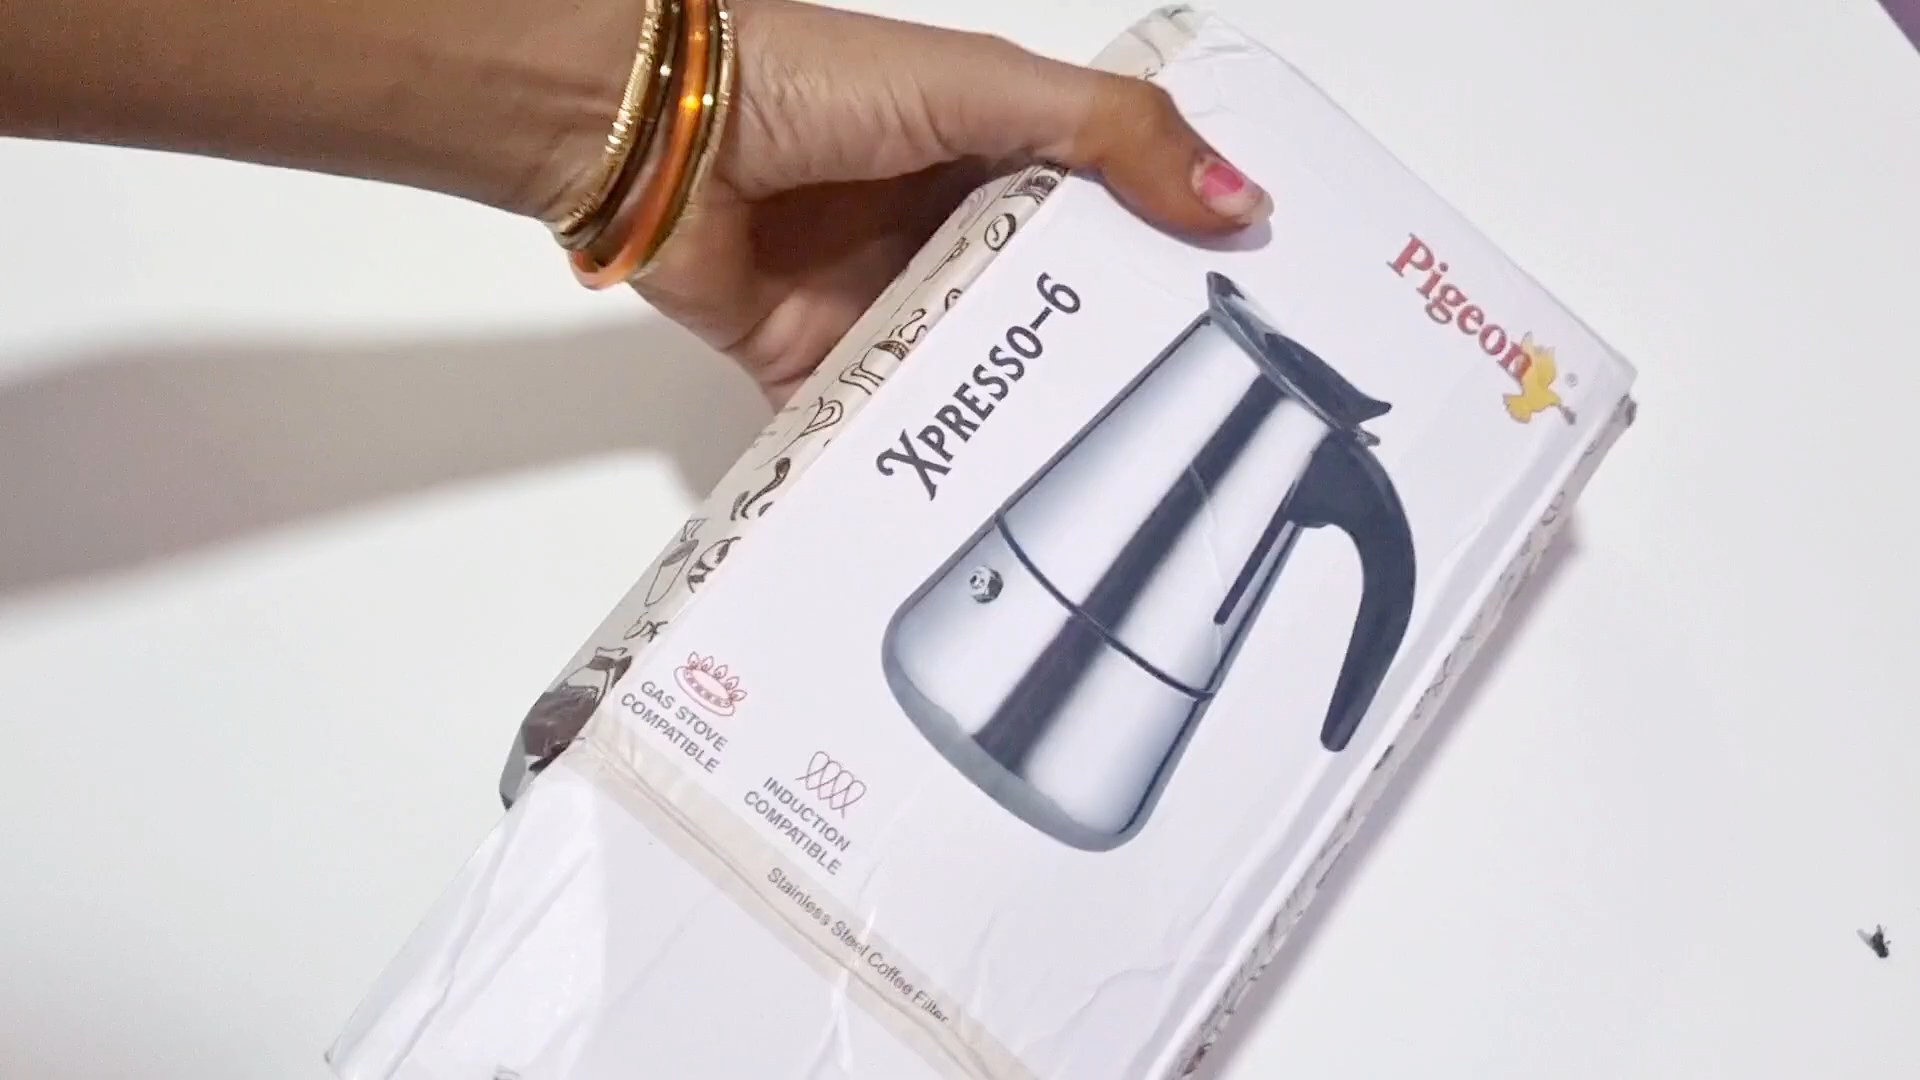 Pigeon®
XPRESSO-6
GAS STOVE
COMPATIBLE
INDUCTION
COMPATIBLE
Stainless Steel Coffee Filter